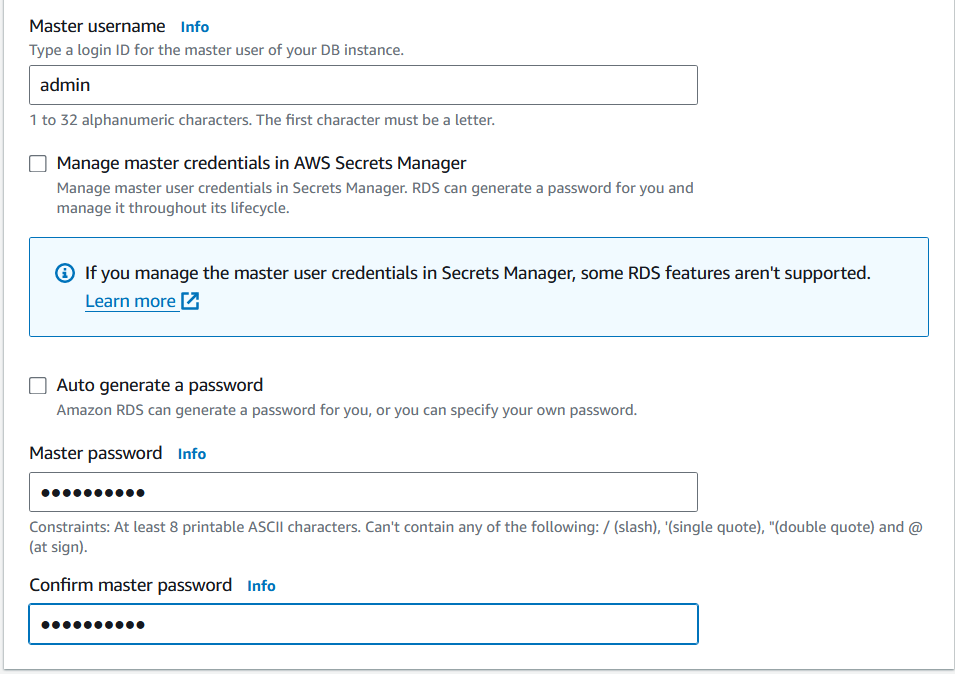 Master username Info
Type a login ID for the master user of your DB instance.
admin
1 to 32 alphanumeric characters. The first character must be a letter.
Manage master credentials in AWS Secrets Manager
Manage master user credentials in Secrets Manager. RDS can generate a password for you and
manage it throughout its lifecycle.
If you manage the master user credentials in Secrets Manager, some RDS features aren't supported.
Learn more
Auto generate a password
Amazon RDS can generate a password for you, or you can specify your own password.
Master password Info
••••••••••
Constraints: At least 8 printable ASCII characters. Can't contain any of the following: / (slash), '(single quote), "(double quote) and @
(at sign).
Confirm master password Info
••••••••••